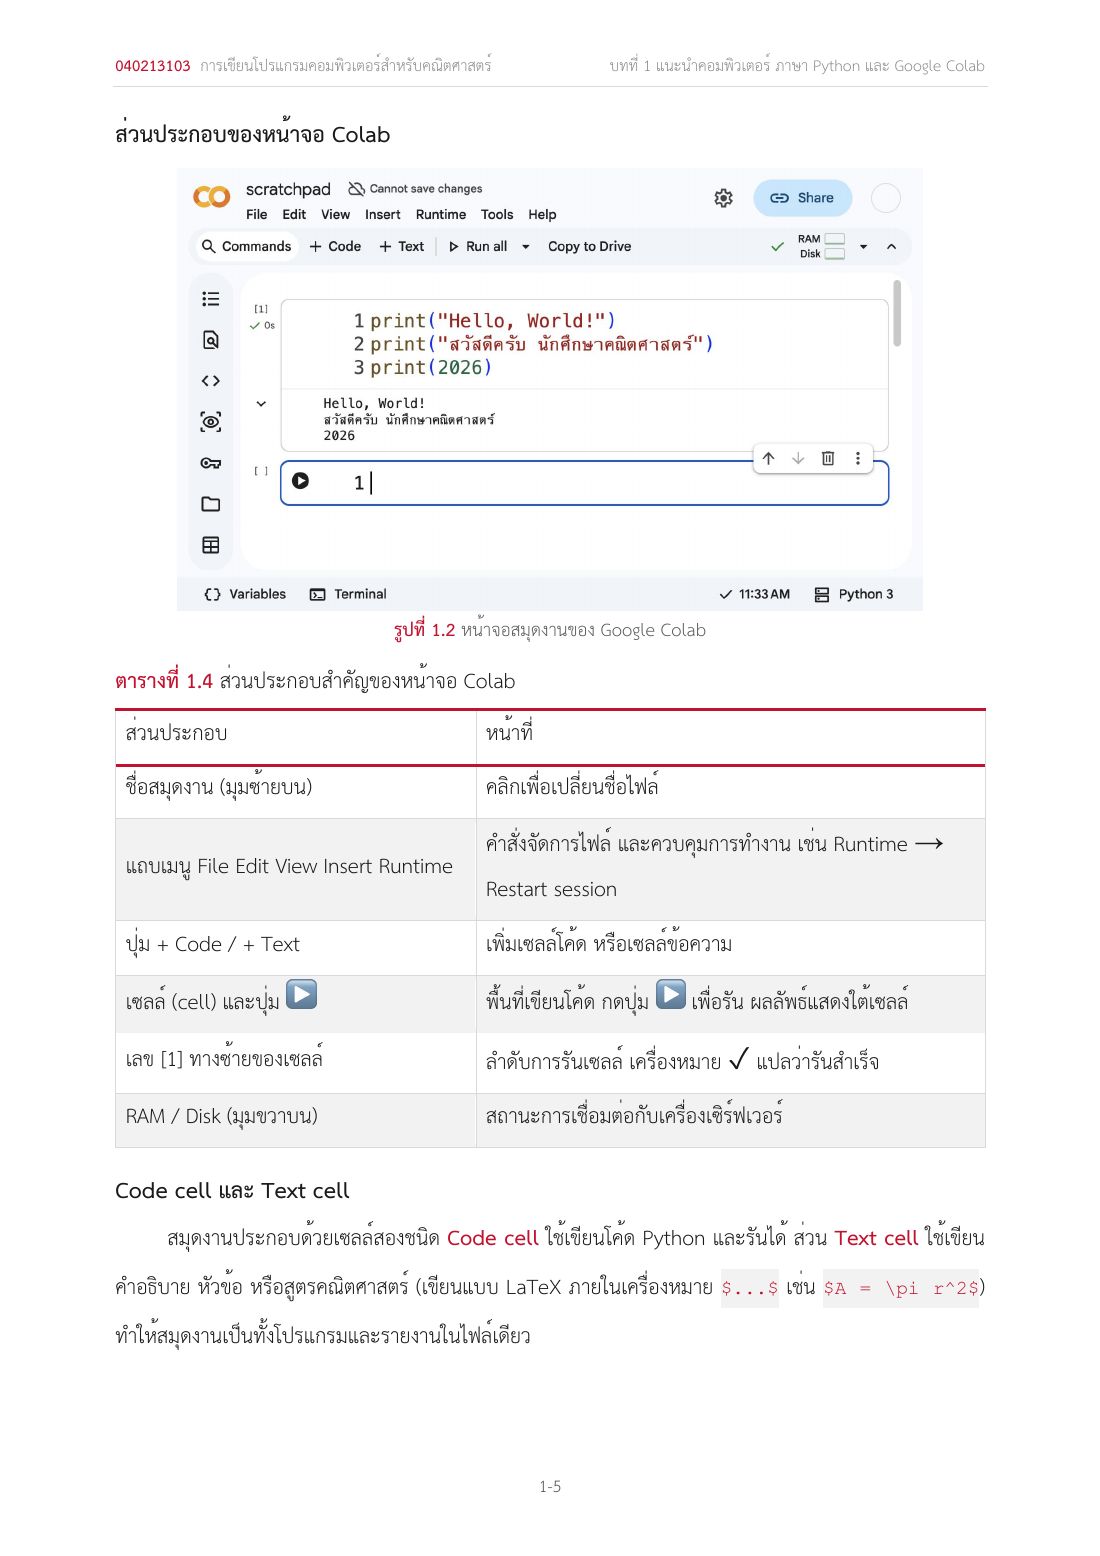 040213103 การเขียนโปรแกรมคอมพิวเตอร์สำหรับคณิตศาสตร์ บทที่ 1 แนะนำคอมพิวเตอร์ ภาษา Python และ Google Colab
ส่วนประกอบของหน้าจอ Colab
scratchpad Cannot save changes
File Edit View Insert Runtime Tools Help
Share
Commands + Code + Text Run all Copy to Drive
RAM
Disk
[1]
0s
1 print("Hello, World!")
2 print("สวัสดีครับ นักศึกษาคณิตศาสตร์")
3 print(2026)
Hello, World!
สวัสดีครับ นักศึกษาคณิตศาสตร์
2026
[ ]
1
Variables Terminal 11:33 AM Python 3
รูปที่ 1.2 หน้าจอสมุดงานของ Google Colab
ตารางที่ 1.4 ส่วนประกอบสำคัญของหน้าจอ Colab
ส่วนประกอบ หน้าที่
ชื่อสมุดงาน (มุมซ้ายบน) คลิกเพื่อเปลี่ยนชื่อไฟล์
แถบเมนู File Edit View Insert Runtime คำสั่งจัดการไฟล์ และควบคุมการทำงาน เช่น Runtime ⟶
Restart session
ปุ่ม + Code / + Text เพิ่มเซลล์โค้ด หรือเซลล์ข้อความ
เซลล์ (cell) และปุ่ม ▶️ พื้นที่เขียนโค้ด กดปุ่ม ▶️ เพื่อรัน ผลลัพธ์แสดงใต้เซลล์
เลข [1] ทางซ้ายของเซลล์ ลำดับการรันเซลล์ เครื่องหมาย ✓ แปลว่ารันสำเร็จ
RAM / Disk (มุมขวาบน) สถานะการเชื่อมต่อกับเครื่องเซิร์ฟเวอร์
Code cell และ Text cell
สมุดงานประกอบด้วยเซลล์สองชนิด Code cell ใช้เขียนโค้ด Python และรันได้ ส่วน Text cell ใช้เขียน
คำอธิบาย หัวข้อ หรือสูตรคณิตศาสตร์ (เขียนแบบ LaTeX ภายในเครื่องหมาย $...$ เช่น $A = \pi r^2$)
ทำให้สมุดงานเป็นทั้งโปรแกรมและรายงานในไฟล์เดียว
1-5